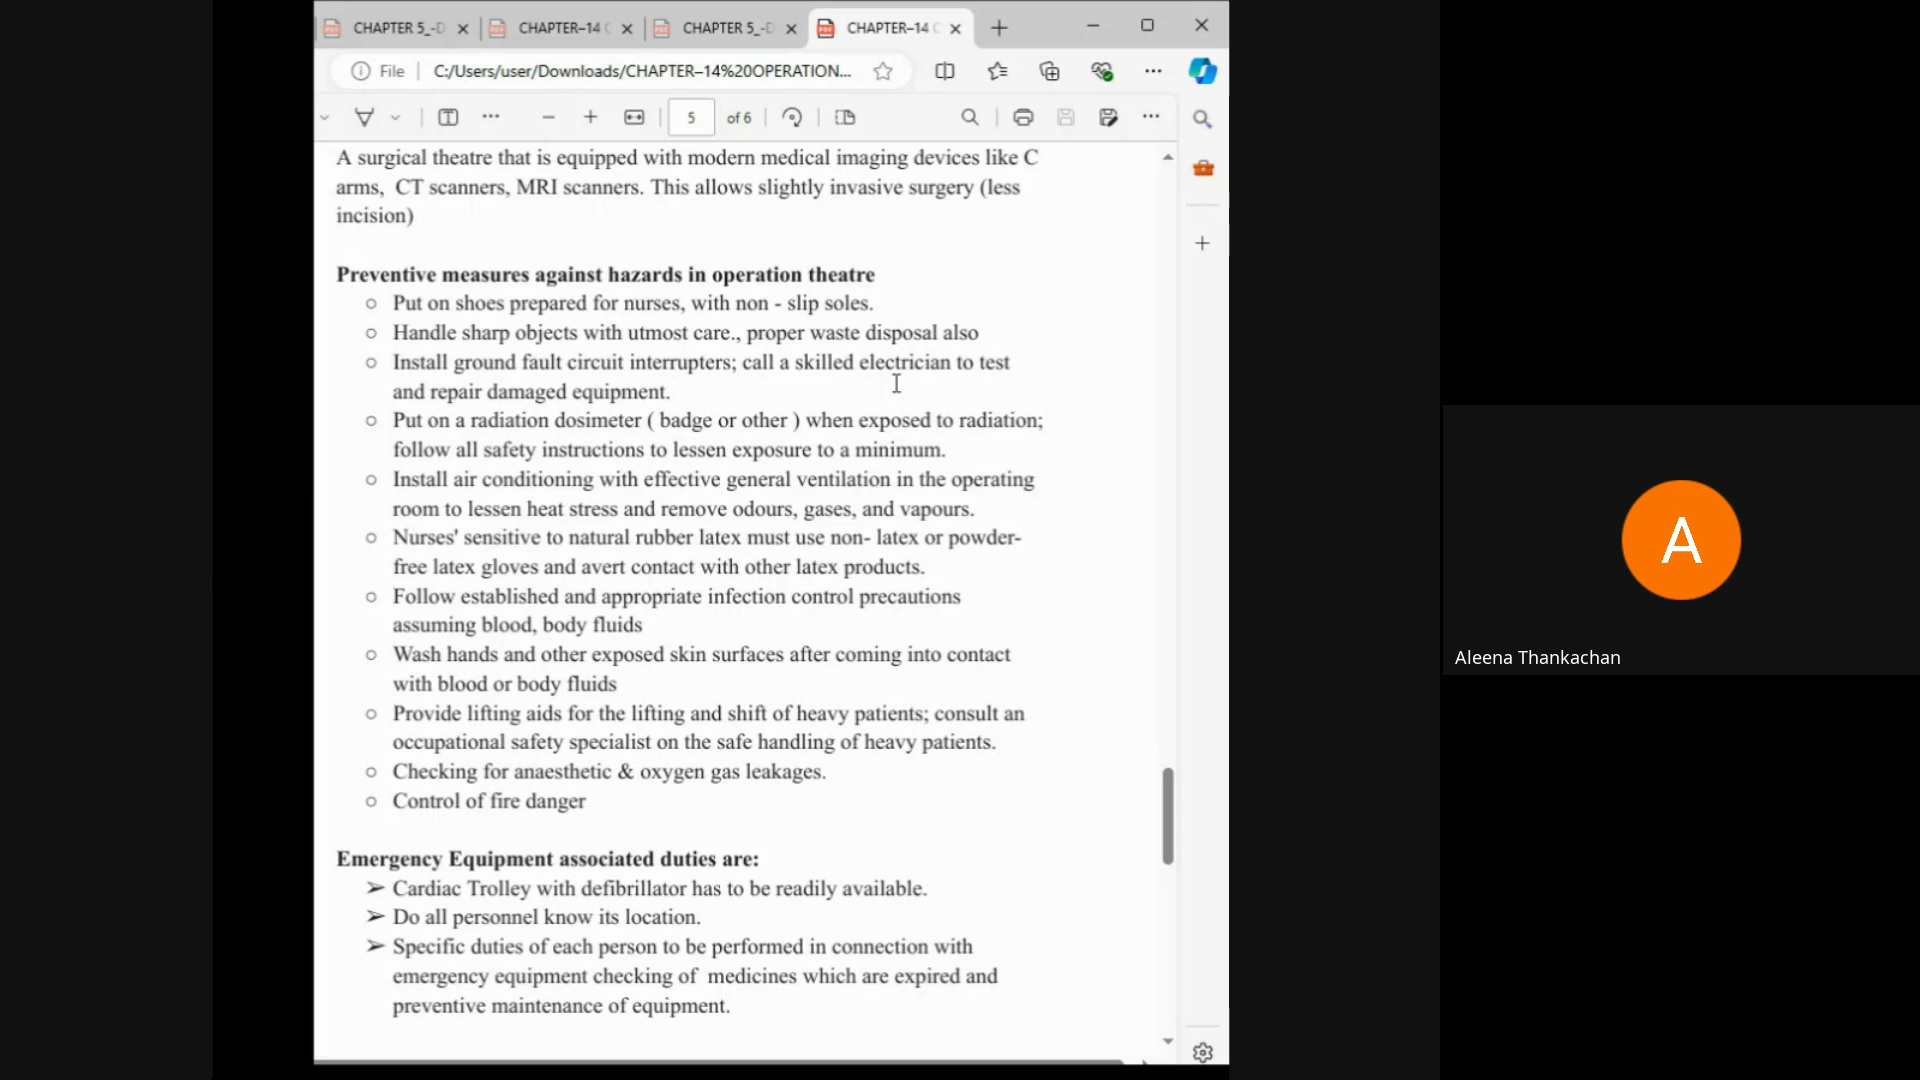 CHAPTER 5_-D
CHAPTER–14 C
CHAPTER 5_-D
CHAPTER–14 C
File
C:/Users/user/Downloads/CHAPTER–14%20OPERATION...
5 of 6
A surgical theatre that is equipped with modern medical imaging devices like C
arms,  CT scanners, MRI scanners. This allows slightly invasive surgery (less
incision)
Preventive measures against hazards in operation theatre
○ Put on shoes prepared for nurses, with non - slip soles.
○ Handle sharp objects with utmost care., proper waste disposal also
○ Install ground fault circuit interrupters; call a skilled electrician to test
and repair damaged equipment.
○ Put on a radiation dosimeter ( badge or other ) when exposed to radiation;
follow all safety instructions to lessen exposure to a minimum.
○ Install air conditioning with effective general ventilation in the operating
room to lessen heat stress and remove odours, gases, and vapours.
○ Nurses' sensitive to natural rubber latex must use non- latex or powder-
free latex gloves and avert contact with other latex products.
○ Follow established and appropriate infection control precautions
assuming blood, body fluids
○ Wash hands and other exposed skin surfaces after coming into contact
with blood or body fluids
○ Provide lifting aids for the lifting and shift of heavy patients; consult an
occupational safety specialist on the safe handling of heavy patients.
○ Checking for anaesthetic & oxygen gas leakages.
○ Control of fire danger
Emergency Equipment associated duties are:
➢ Cardiac Trolley with defibrillator has to be readily available.
➢ Do all personnel know its location.
➢ Specific duties of each person to be performed in connection with
emergency equipment checking of  medicines which are expired and
preventive maintenance of equipment.
A
Aleena Thankachan